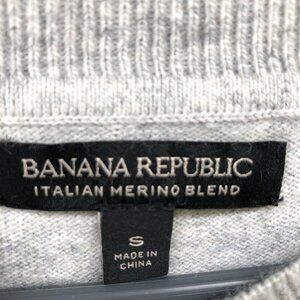 BANANA REPUBLIC
ITALIAN MERINO BLEND
S
MADE IN
CHINA